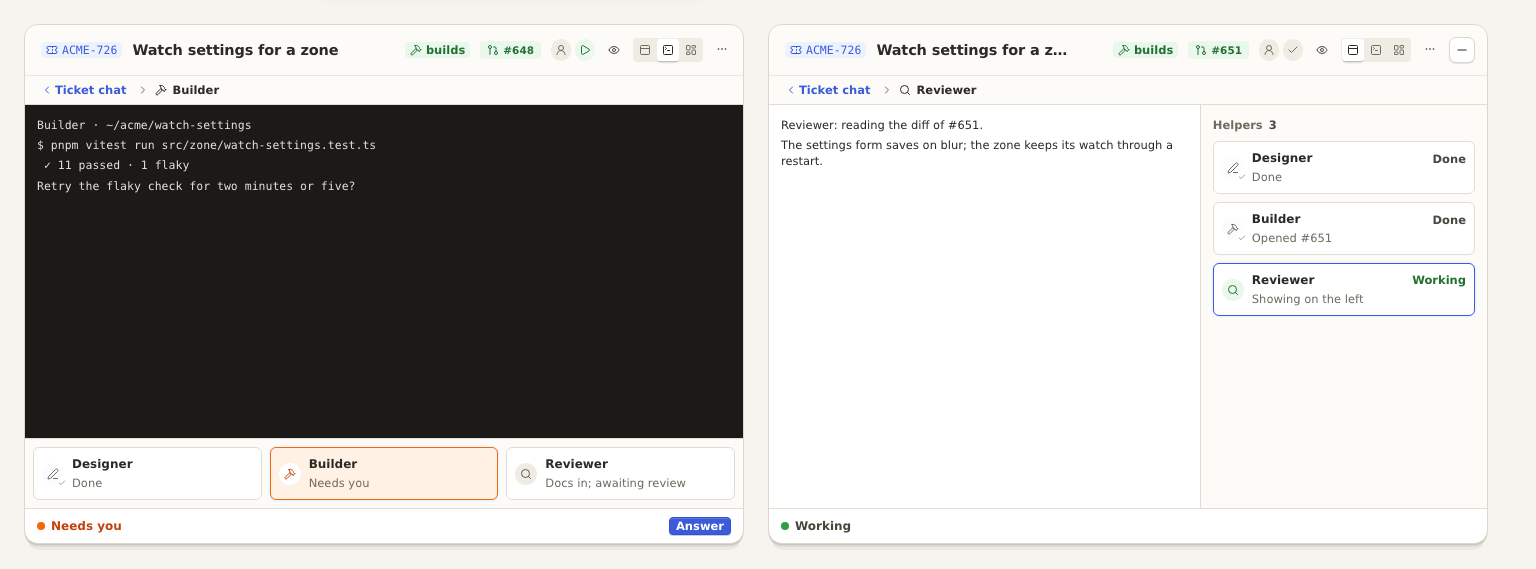 ACME-726 Watch settings for a zone builds #648 ···
Ticket chat > Builder
Builder · ~/acme/watch-settings
$ pnpm vitest run src/zone/watch-settings.test.ts
✓ 11 passed · 1 flaky
Retry the flaky check for two minutes or five?
Designer
Done
Builder
Needs you
Reviewer
Docs in; awaiting review
Needs you
Answer
ACME-726 Watch settings for a z... builds #651 ···
Ticket chat > Reviewer
Reviewer: reading the diff of #651.
The settings form saves on blur; the zone keeps its watch through a
restart.
Helpers 3
Designer Done
Done
Builder Done
Opened #651
Reviewer Working
Showing on the left
Working